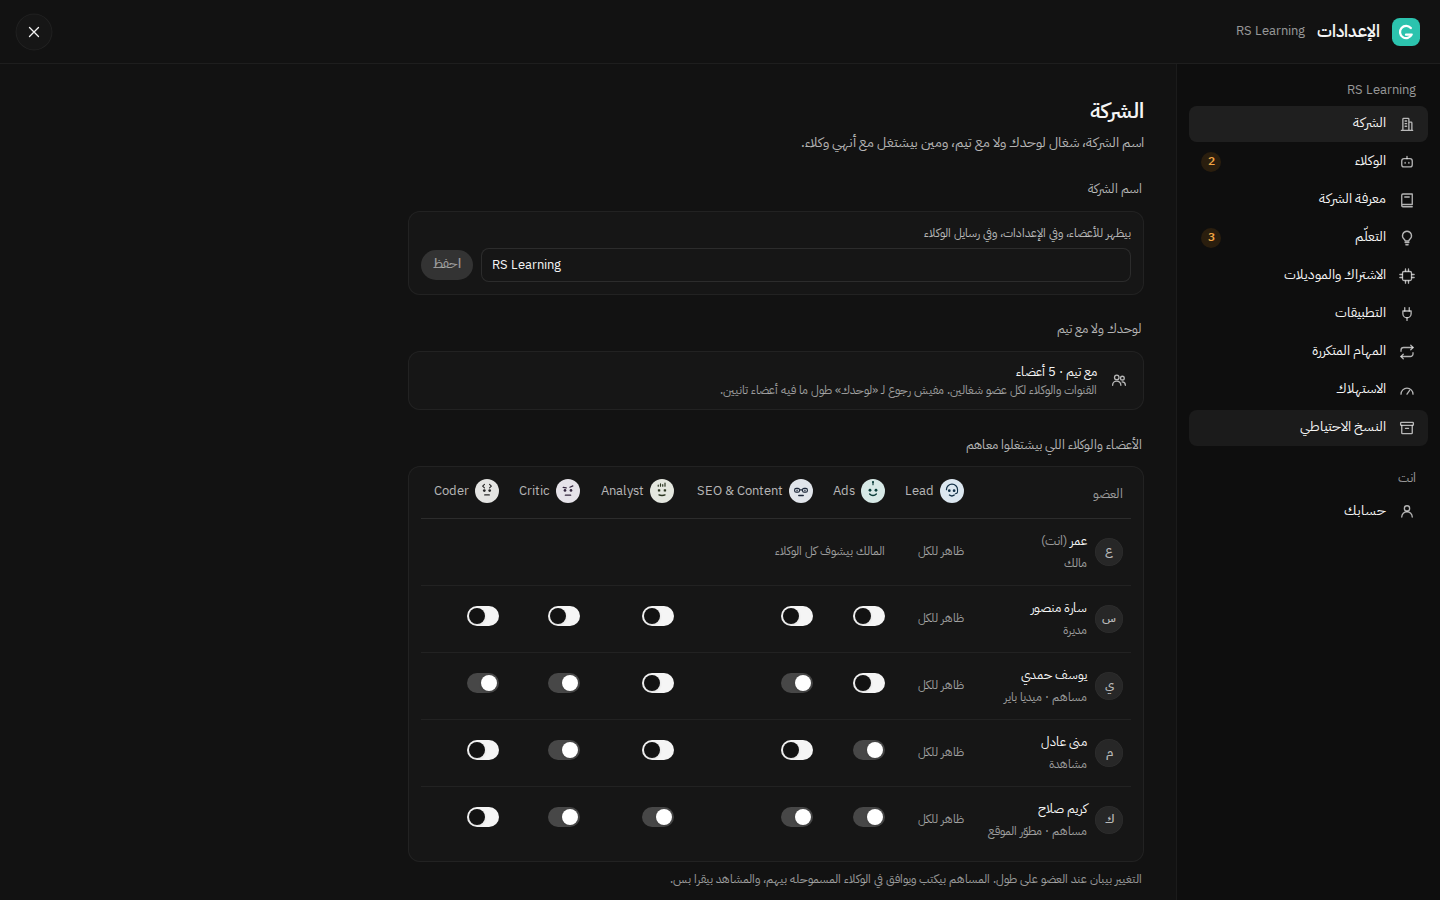 الإعدادات RS Learning
RS Learning
الشركة
الوكلاء 2
معرفة الشركة
التعلّم 3
الاشتراك والموديلات
التطبيقات
المهام المتكررة
الاستهلاك
النسخ الاحتياطي
انت
حسابك
الشركة
اسم الشركة، شغال لوحدك ولا مع تيم، ومين بيشتغل مع أنهي وكلاء.
اسم الشركة
بيظهر للأعضاء، وفي الإعدادات، وفي رسايل الوكلاء
RS Learning احفظ
لوحدك ولا مع تيم
مع تيم · 5 أعضاء
القنوات والوكلاء لكل عضو شغالين. مفيش رجوع لـ «لوحدك» طول ما فيه أعضاء تانيين.
الأعضاء والوكلاء اللي بيشتغلوا معاهم
العضو Lead Ads SEO & Content Analyst Critic Coder
ع عمر (انت) ظاهر للكل المالك بيشوف كل الوكلاء
مالك
س سارة منصور ظاهر للكل
مديرة
ي يوسف حمدي ظاهر للكل
مساهم · ميديا باير
م منى عادل ظاهر للكل
مشاهدة
ك كريم صلاح ظاهر للكل
مساهم · مطوّر الموقع
التغيير بيبان عند العضو على طول. المساهم بيكتب ويوافق في الوكلاء المسموحله بيهم، والمشاهد بيقرا بس.